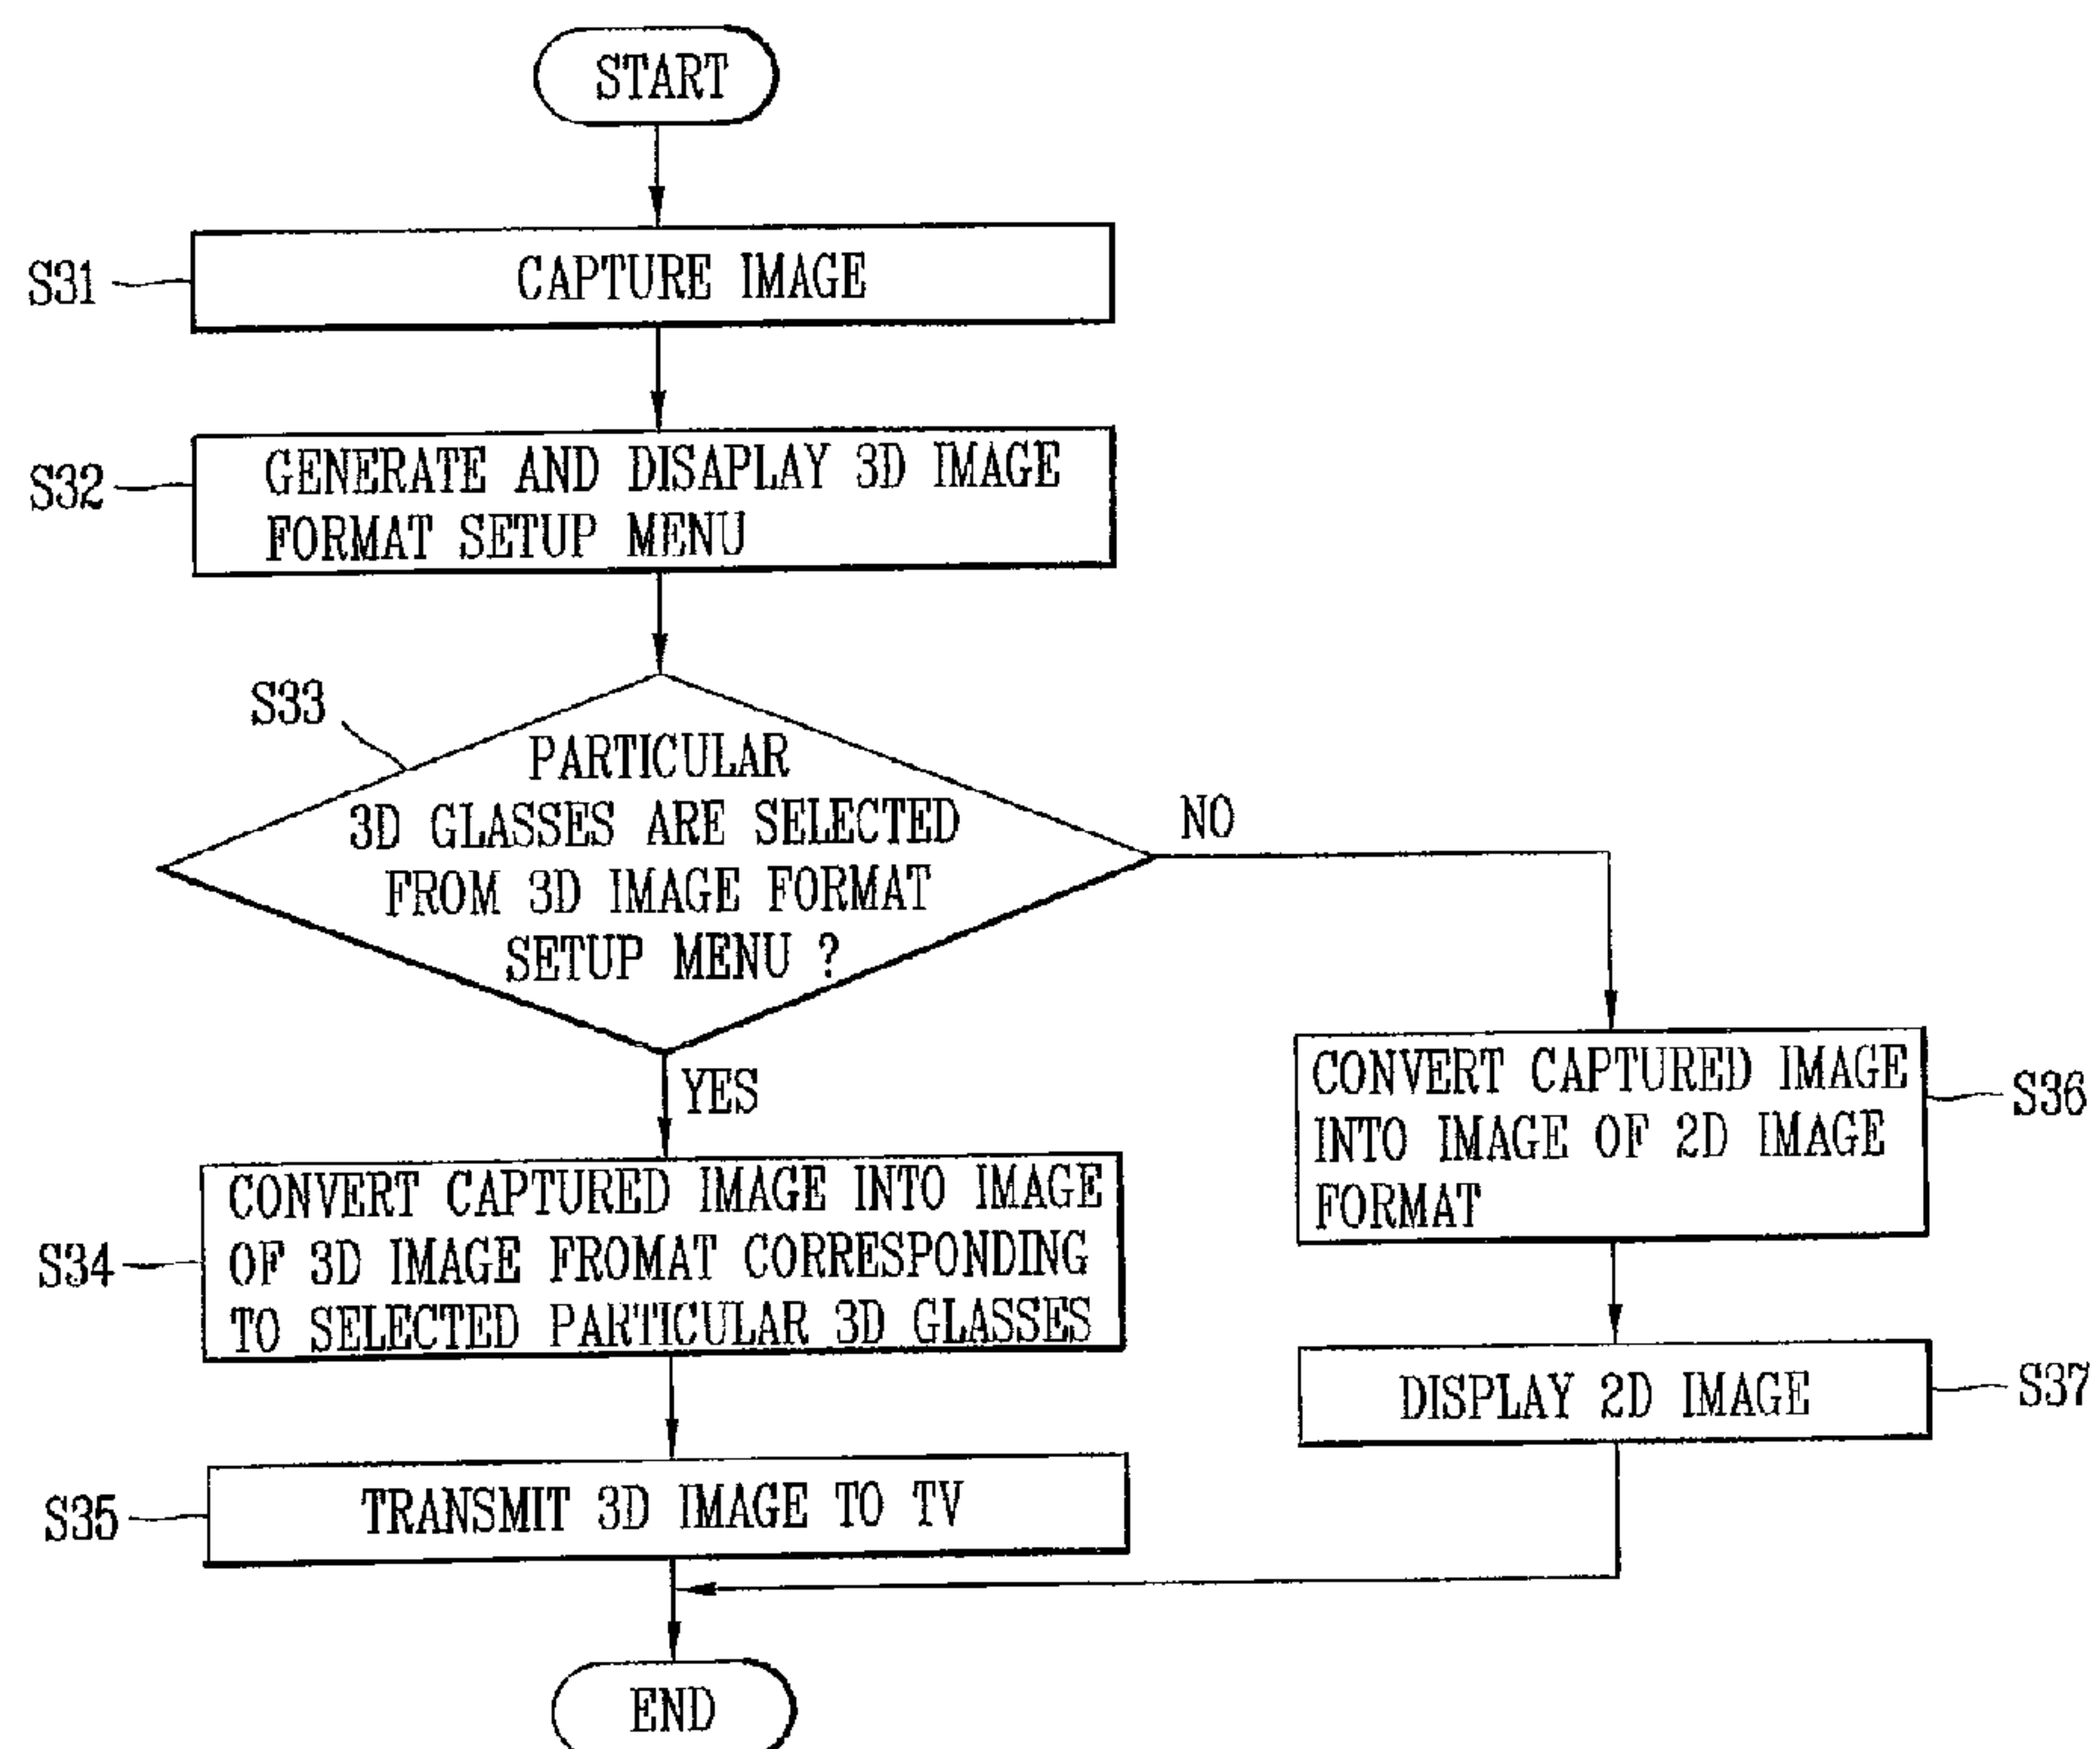 START
S31
CAPTURE IMAGE
S32
GENERATE AND DISAPLAY 3D IMAGE
FORMAT SETUP MENU
S33
PARTICULAR
3D GLASSES ARE SELECTED
FROM 3D IMAGE FORMAT
SETUP MENU ?
NO
YES
S34
CONVERT CAPTURED IMAGE INTO IMAGE
OF 3D IMAGE FROMAT CORRESPONDING
TO SELECTED PARTICULAR 3D GLASSES
CONVERT CAPTURED IMAGE
INTO IMAGE OF 2D IMAGE
FORMAT
S36
S35
TRANSMIT 3D IMAGE TO TV
DISPLAY 2D IMAGE
S37
END